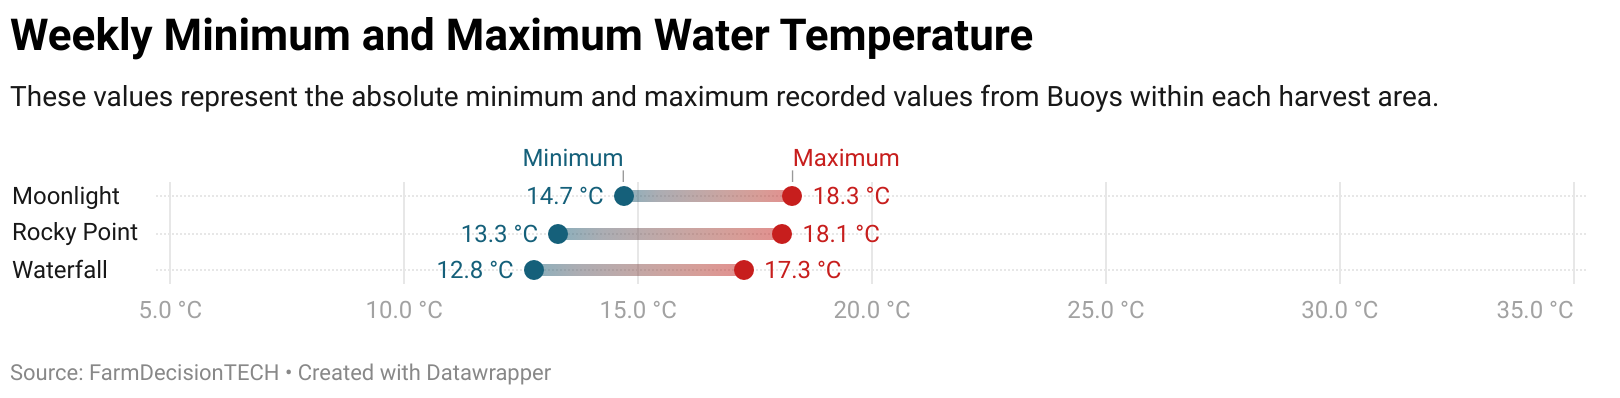 Weekly Minimum and Maximum Water Temperature
These values represent the absolute minimum and maximum recorded values from Buoys within each harvest area.
Minimum Maximum
Moonlight 14.7 °C 18.3 °C
Rocky Point 13.3 °C 18.1 °C
Waterfall 12.8 °C 17.3 °C
5.0 °C 10.0 °C 15.0 °C 20.0 °C 25.0 °C 30.0 °C 35.0 °C
Source: FarmDecisionTECH • Created with Datawrapper